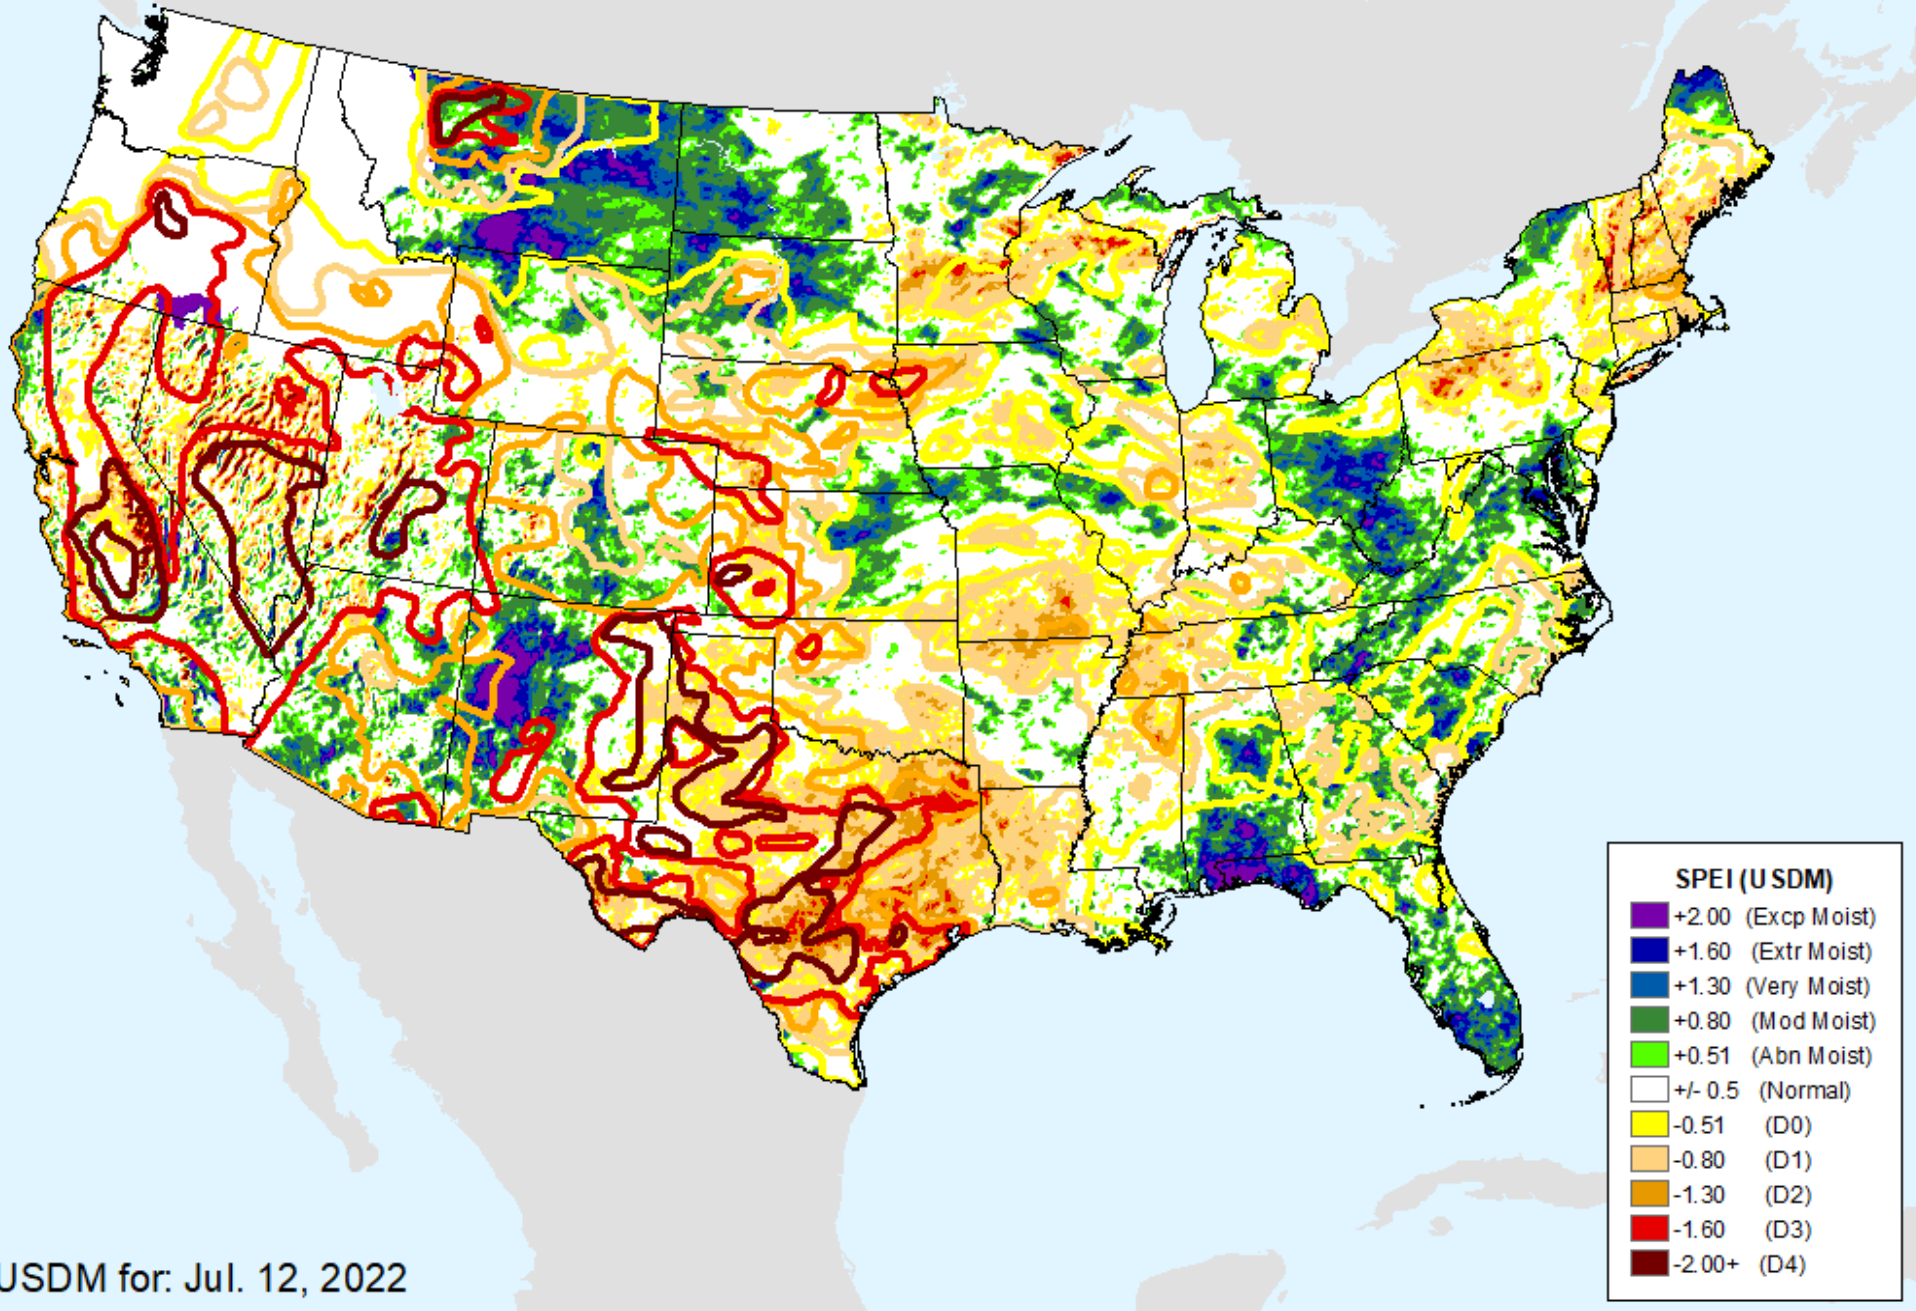 SPEI (USDM)
+2.00 (Excp Moist)
+1.60 (Extr Moist)
+1.30 (Very Moist)
+0.80 (Mod Moist)
+0.51 (Abn Moist)
+/- 0.5 (Normal)
-0.51 (D0)
-0.80 (D1)
-1.30 (D2)
-1.60 (D3)
-2.00+ (D4)
USDM for: Jul. 12, 2022